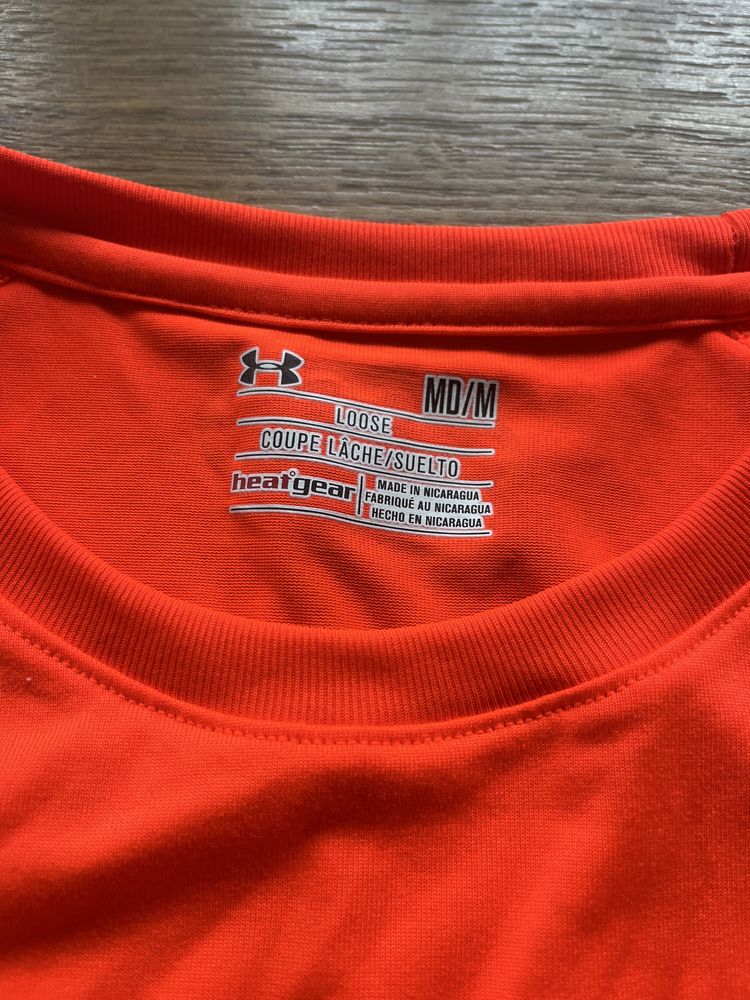 MD/M
LOOSE
COUPE LÂCHE/SUELTO
heatgear
MADE IN NICARAGUA
FABRIQUÉ AU NICARAGUA
HECHO EN NICARAGUA